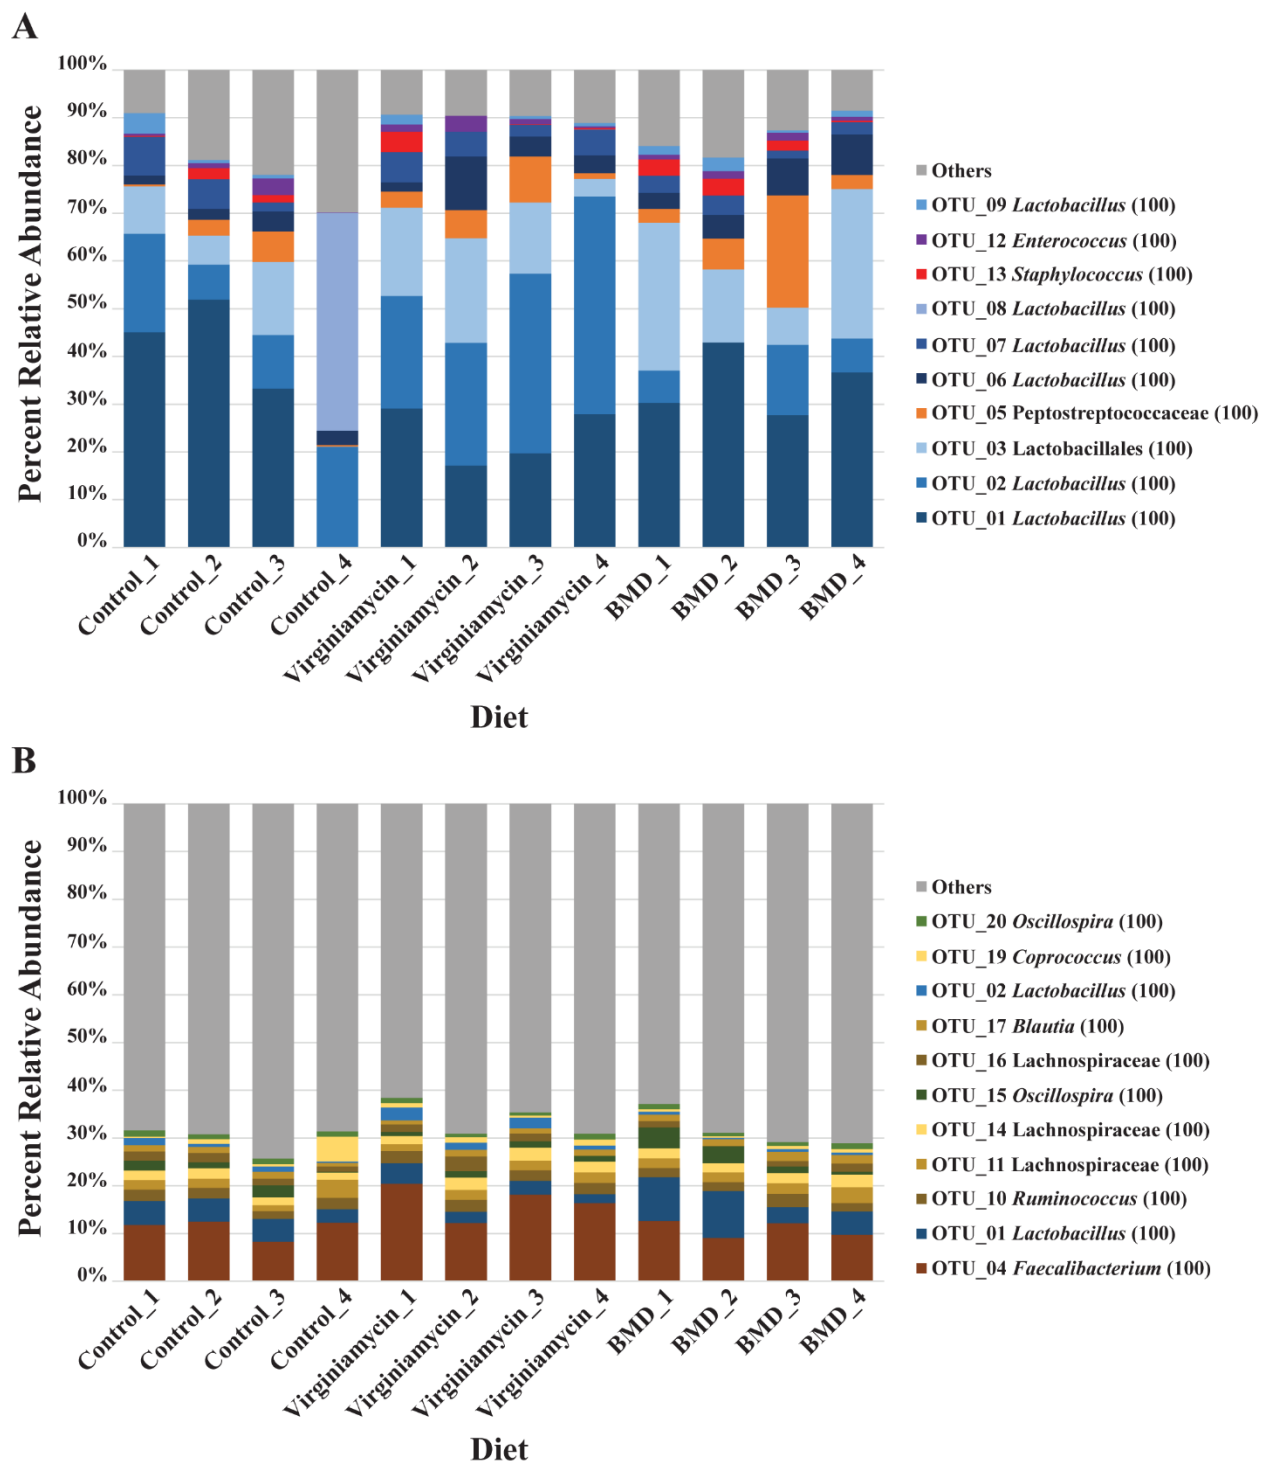 A
Percent Relative Abundance
100%
90%
80%
70%
60%
50%
40%
30%
20%
10%
0%
Control_1
Control_2
Control_3
Control_4
Virginiamycin_1
Virginiamycin_2
Virginiamycin_3
Virginiamycin_4
BMD_1
BMD_2
BMD_3
BMD_4
Diet
Others
OTU_09 Lactobacillus (100)
OTU_12 Enterococcus (100)
OTU_13 Staphylococcus (100)
OTU_08 Lactobacillus (100)
OTU_07 Lactobacillus (100)
OTU_06 Lactobacillus (100)
OTU_05 Peptostreptococcaceae (100)
OTU_03 Lactobacillales (100)
OTU_02 Lactobacillus (100)
OTU_01 Lactobacillus (100)
B
Percent Relative Abundance
100%
90%
80%
70%
60%
50%
40%
30%
20%
10%
0%
Control_1
Control_2
Control_3
Control_4
Virginiamycin_1
Virginiamycin_2
Virginiamycin_3
Virginiamycin_4
BMD_1
BMD_2
BMD_3
BMD_4
Diet
Others
OTU_20 Oscillospira (100)
OTU_19 Coprococcus (100)
OTU_02 Lactobacillus (100)
OTU_17 Blautia (100)
OTU_16 Lachnospiraceae (100)
OTU_15 Oscillospira (100)
OTU_14 Lachnospiraceae (100)
OTU_11 Lachnospiraceae (100)
OTU_10 Ruminococcus (100)
OTU_01 Lactobacillus (100)
OTU_04 Faecalibacterium (100)